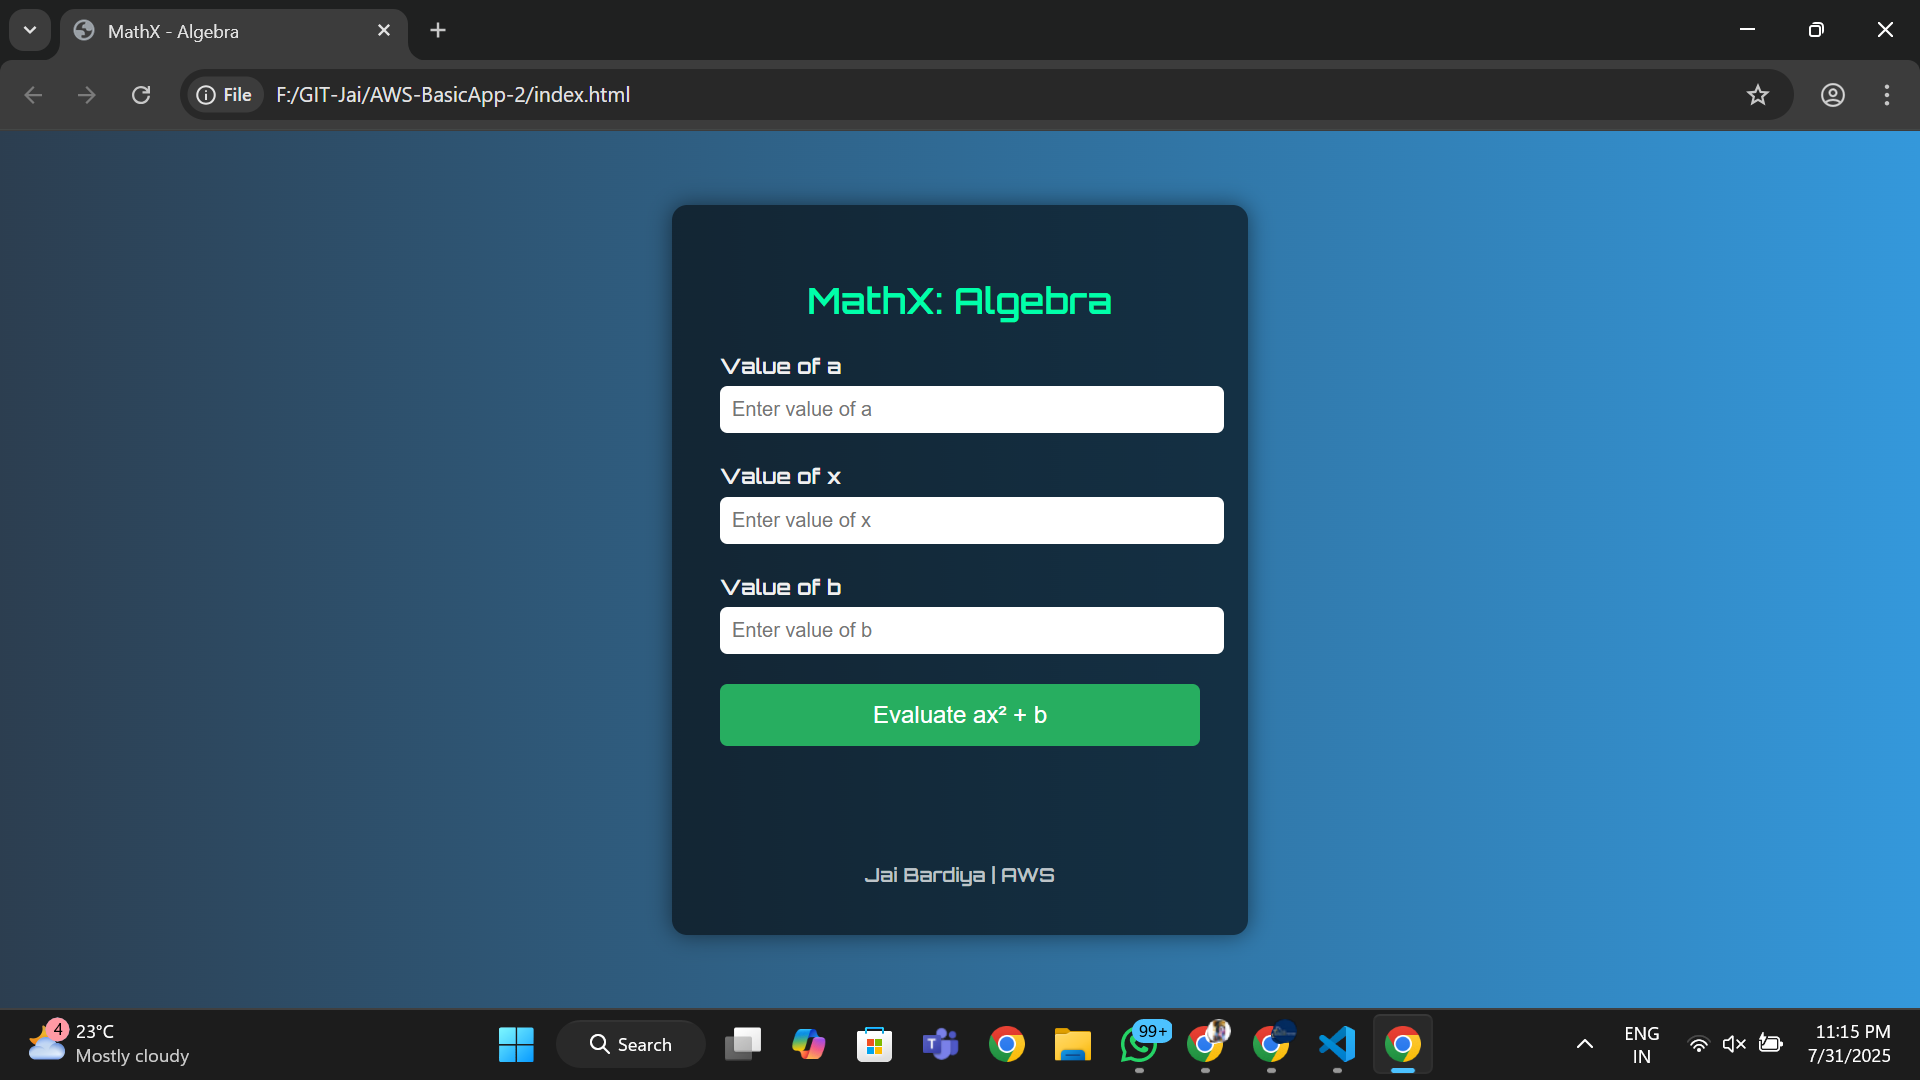 MathX - Algebra
File
F:/GIT-Jai/AWS-BasicApp-2/index.html
MathX: Algebra
Value of a
Enter value of a
Value of x
Enter value of x
Value of b
Enter value of b
Evaluate ax² + b
Jai Bardiya | AWS
4
23°C
Mostly cloudy
Search
T
99+
ENG
IN
11:15 PM
7/31/2025